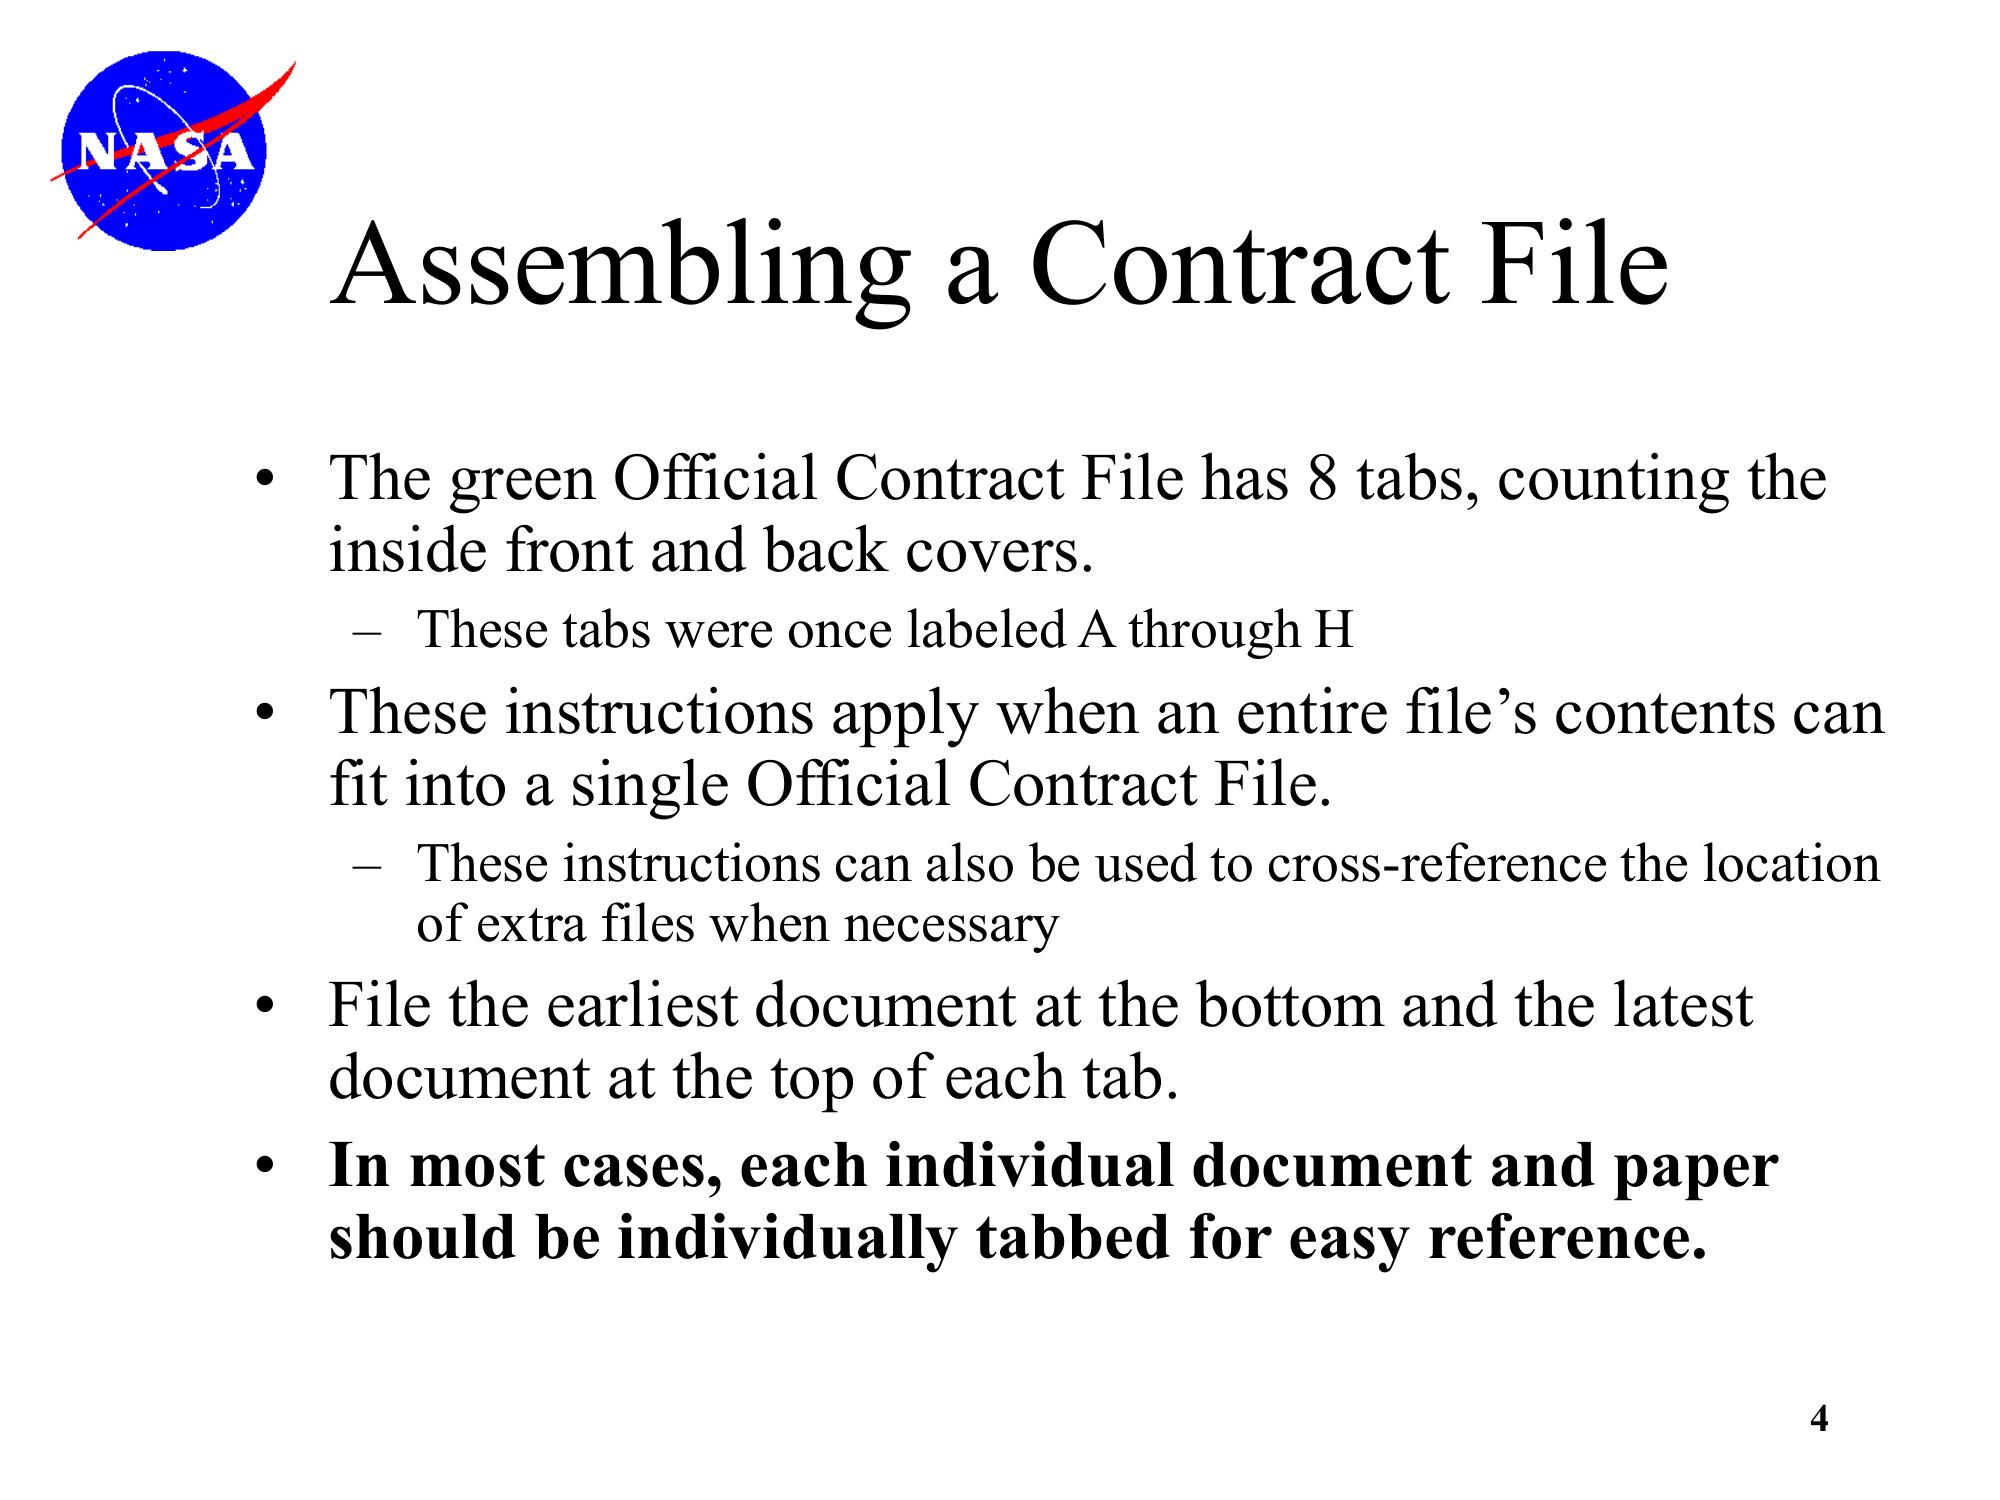 NASA
Assembling a Contract File
• The green Official Contract File has 8 tabs, counting the
inside front and back covers.
– These tabs were once labeled A through H
• These instructions apply when an entire file’s contents can
fit into a single Official Contract File.
– These instructions can also be used to cross-reference the location
of extra files when necessary
• File the earliest document at the bottom and the latest
document at the top of each tab.
• In most cases, each individual document and paper
should be individually tabbed for easy reference.
4